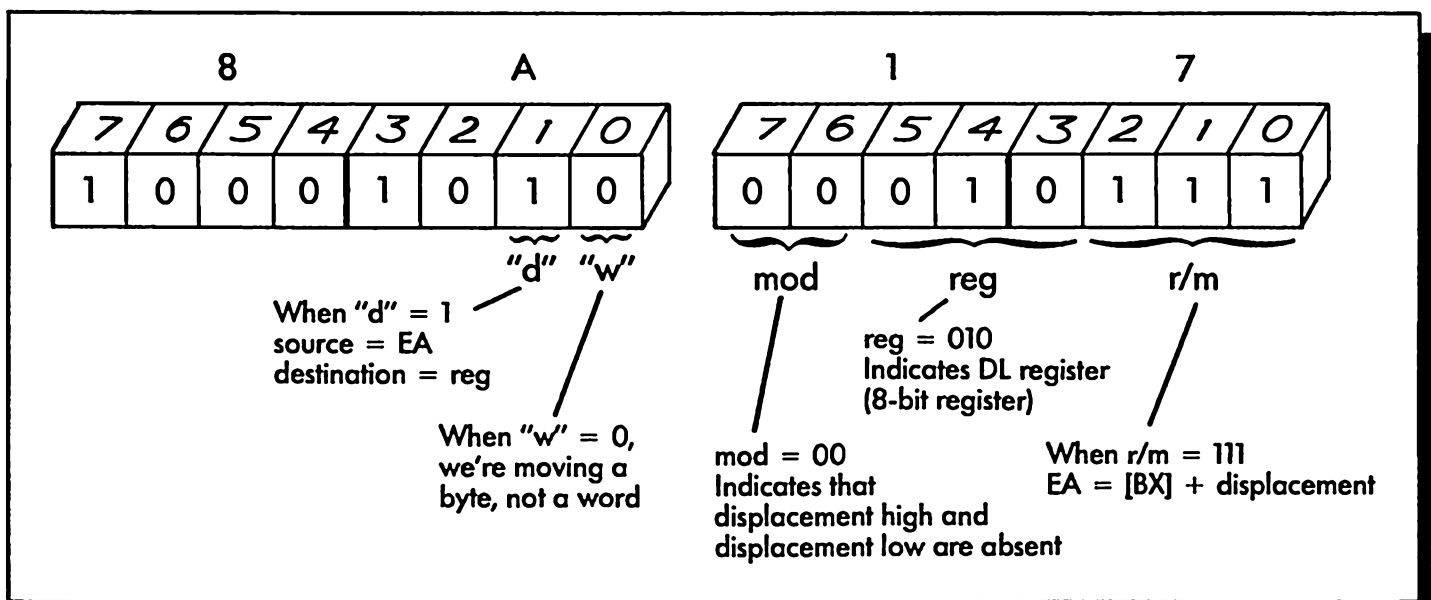 8 A 1 7
7 6 5 4 3 2 1 0 7 6 5 4 3 2 1 0
1 0 0 0 1 0 1 0 0 0 0 1 0 1 1 1
"d" "w" mod reg r/m
When "d" = 1
source = EA
destination = reg
When "w" = 0,
we're moving a
byte, not a word
mod = 00
Indicates that
displacement high and
displacement low are absent
reg = 010
Indicates DL register
(8-bit register)
When r/m = 111
EA = [BX] + displacement